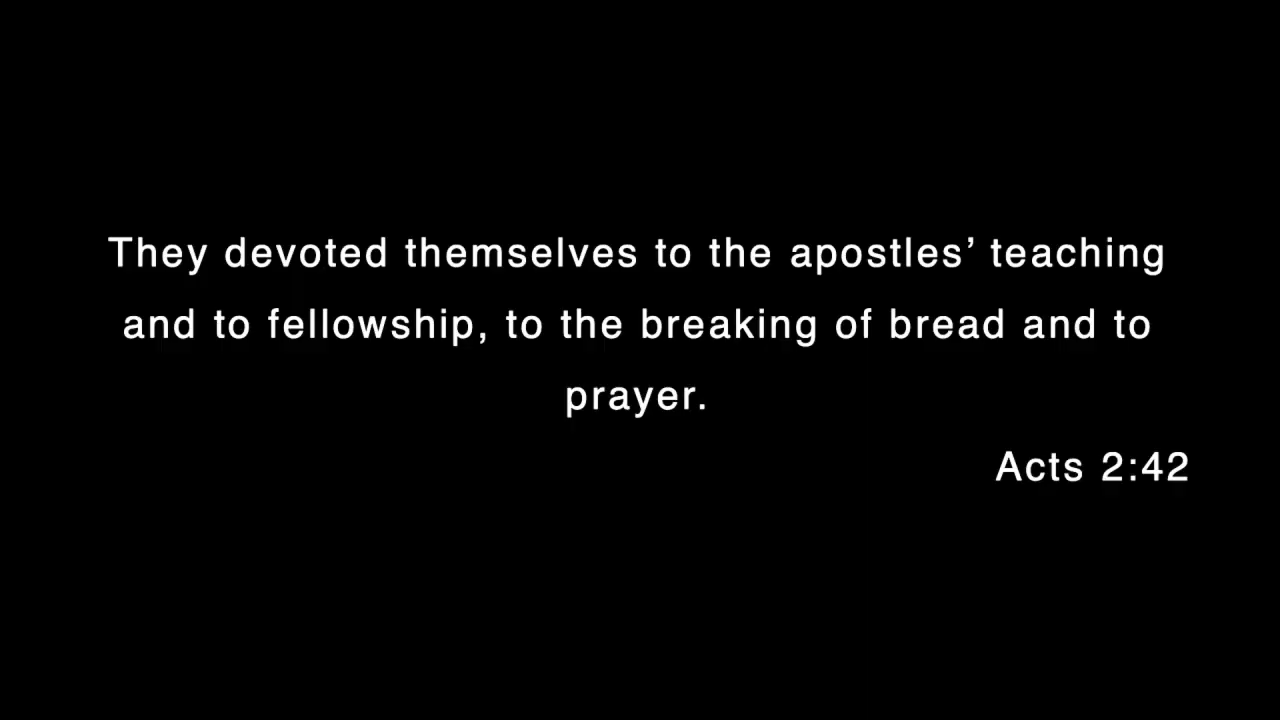 They devoted themselves to the apostles’ teaching
and to fellowship, to the breaking of bread and to
prayer.
Acts 2:42